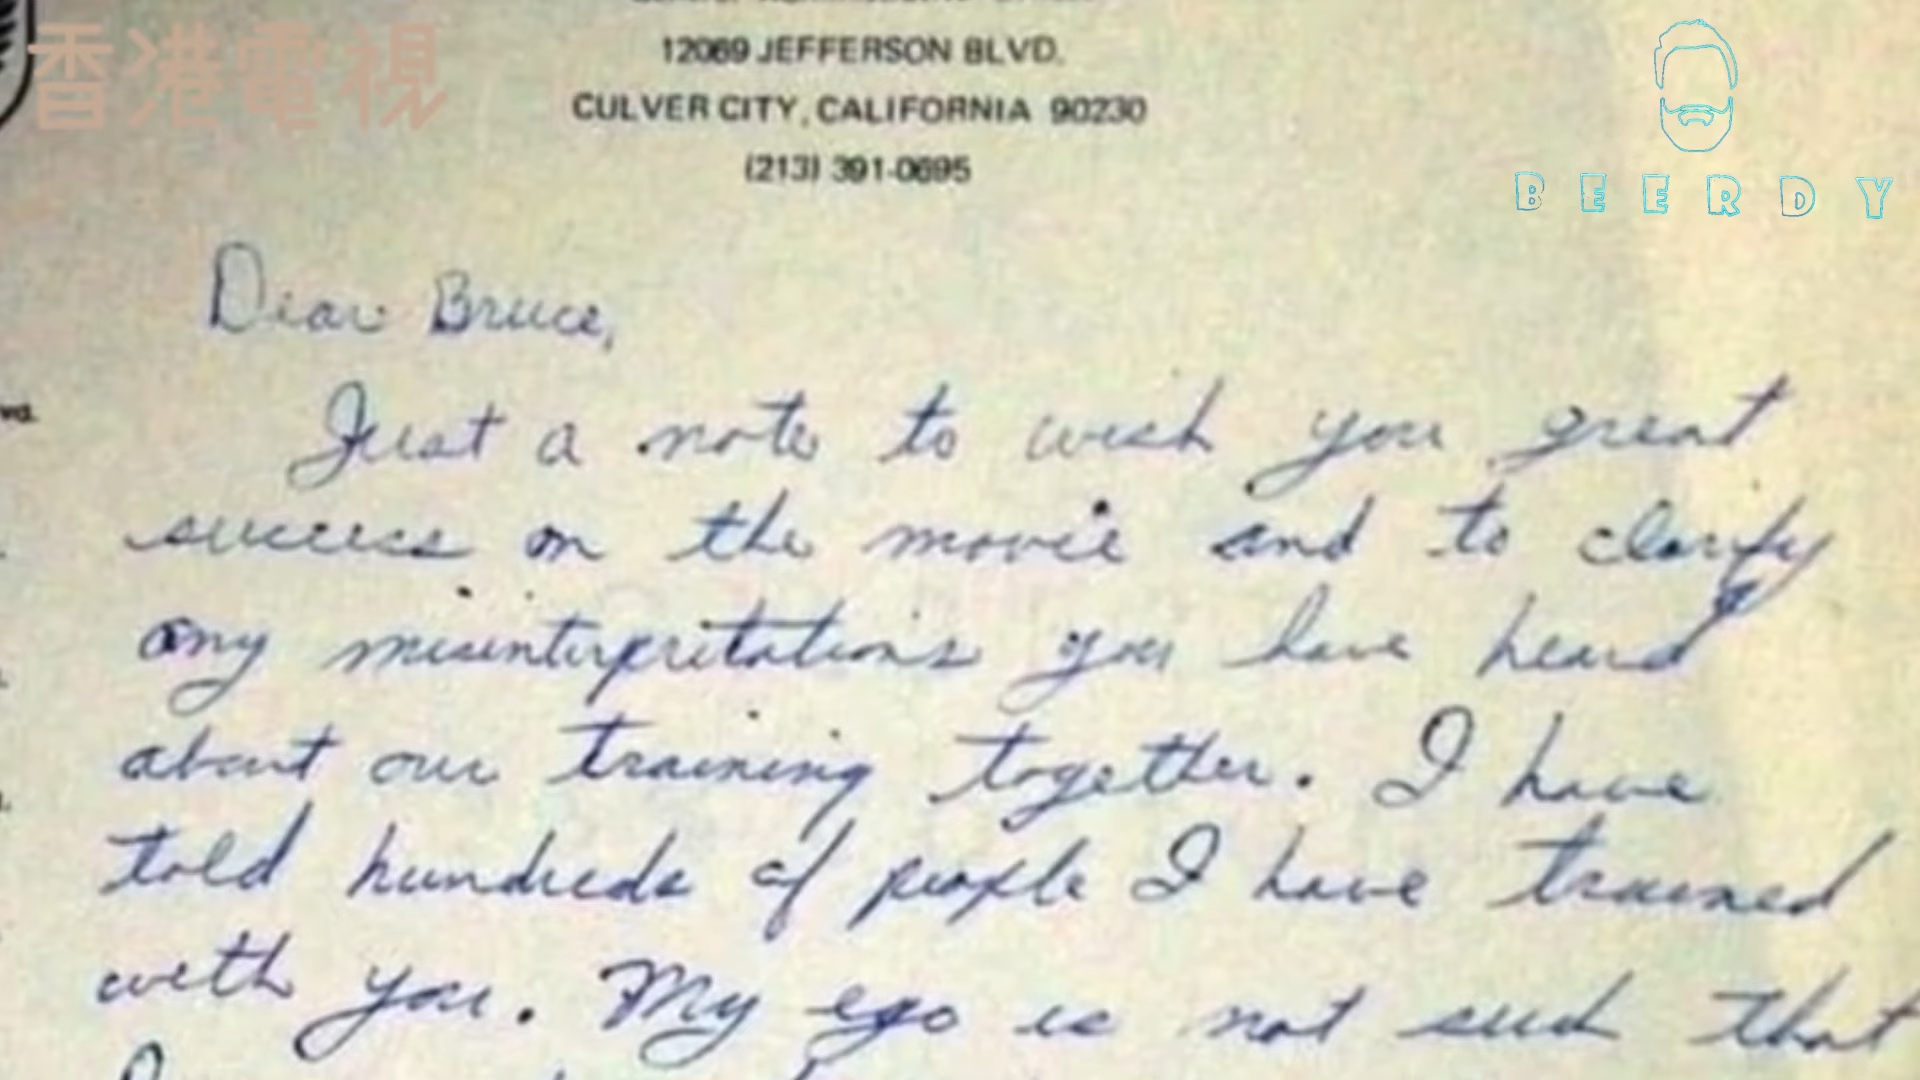 香港電視
BEERDY
12069 JEFFERSON BLVD.
CULVER CITY, CALIFORNIA 90230
(213) 391-0695
vd.
Dear Bruce,
Just a note to wish you great
success on the movie and to clarify
any misinterpretations you have heard
about our training together. I have
told hundreds of people I have trained
with you. My ego is not such that